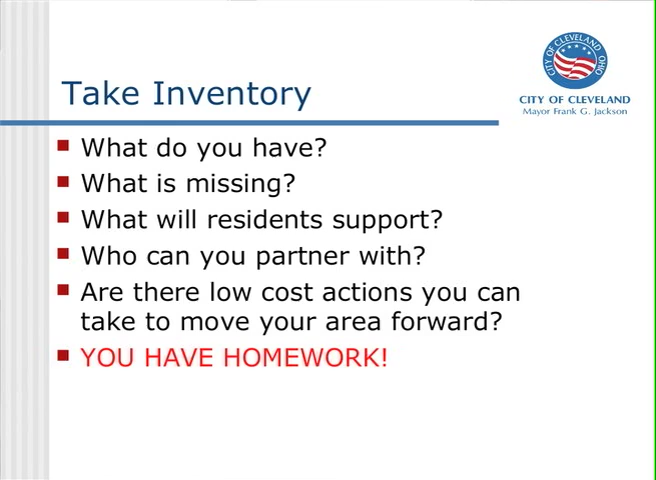 CITY OF CLEVELAND OHIO
CITY OF CLEVELAND
Mayor Frank G. Jackson
Take Inventory
What do you have?
What is missing?
What will residents support?
Who can you partner with?
Are there low cost actions you can
take to move your area forward?
YOU HAVE HOMEWORK!